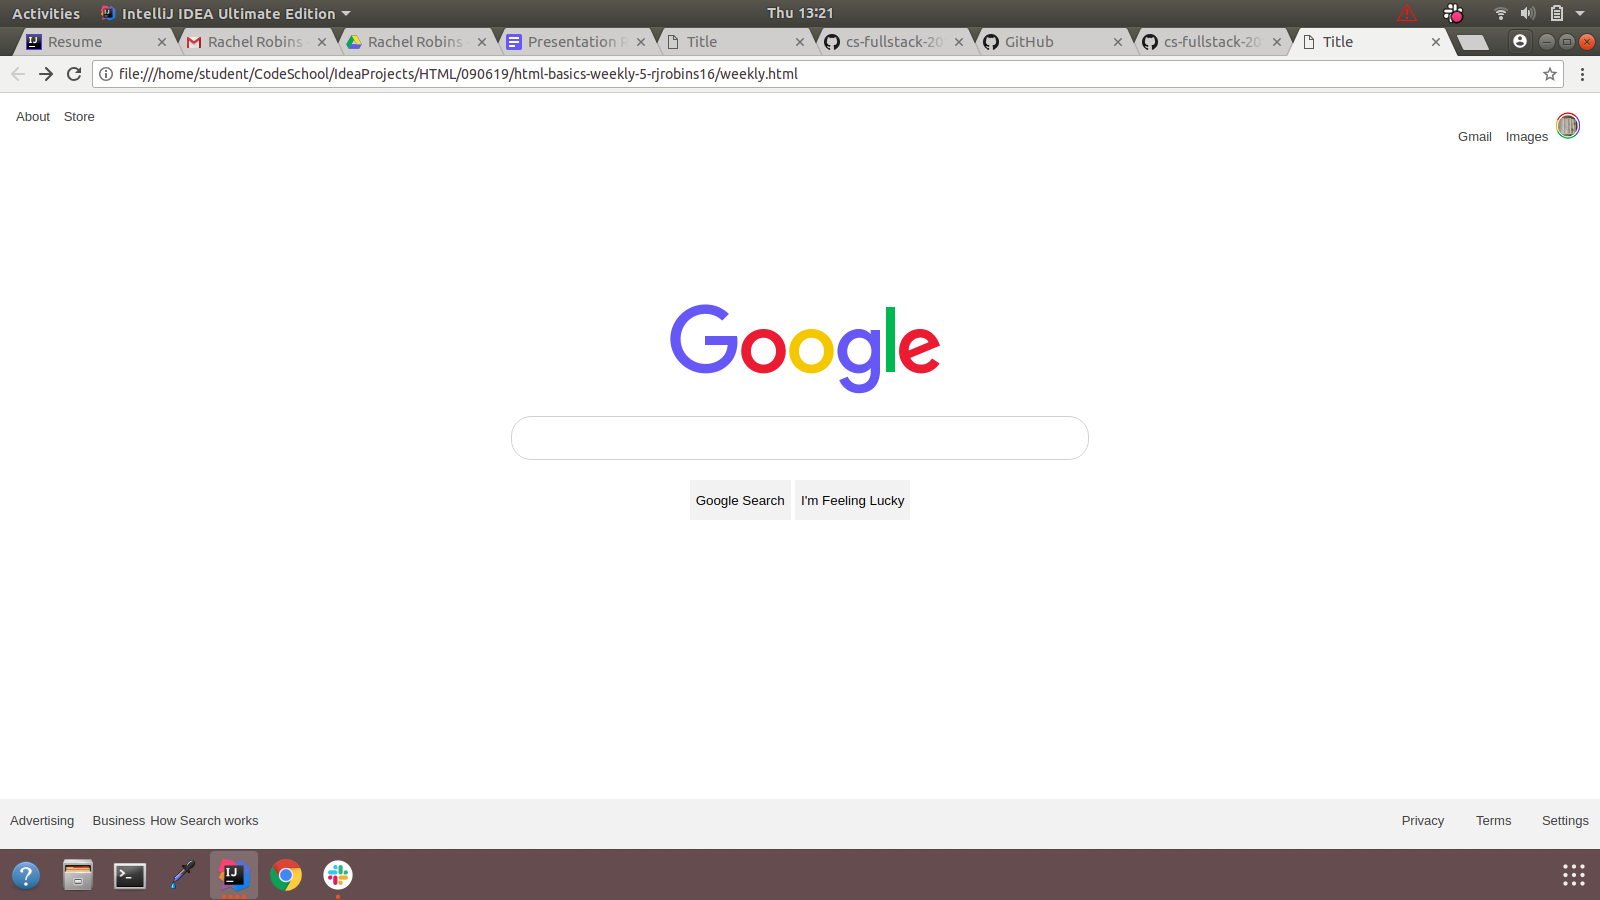 Activities IntelliJ IDEA Ultimate Edition Thu 13:21
Resume Rachel Robins Rachel Robins Presentation R Title cs-fullstack-20 GitHub cs-fullstack-20 Title
file:///home/student/CodeSchool/IdeaProjects/HTML/090619/html-basics-weekly-5-rjrobins16/weekly.html
About Store
Gmail Images
Google
Google Search I'm Feeling Lucky
Advertising Business How Search works Privacy Terms Settings